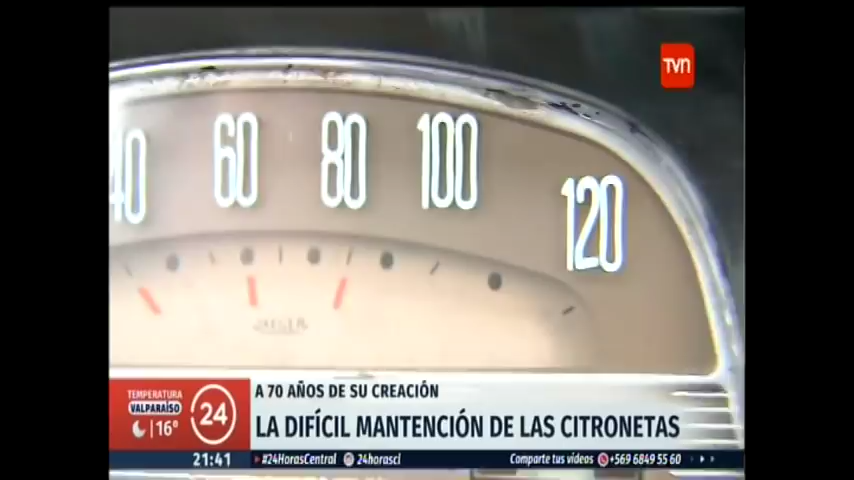 TVN
40 60 80 100 120
JAEGER
A 70 AÑOS DE SU CREACIÓN
LA DIFÍCIL MANTENCIÓN DE LAS CITRONETAS
TEMPERATURA
VALPARAÍSO
16°
24
21:41 #24HorasCentral 24horascl Comparte tus videos +569 6849 55 60